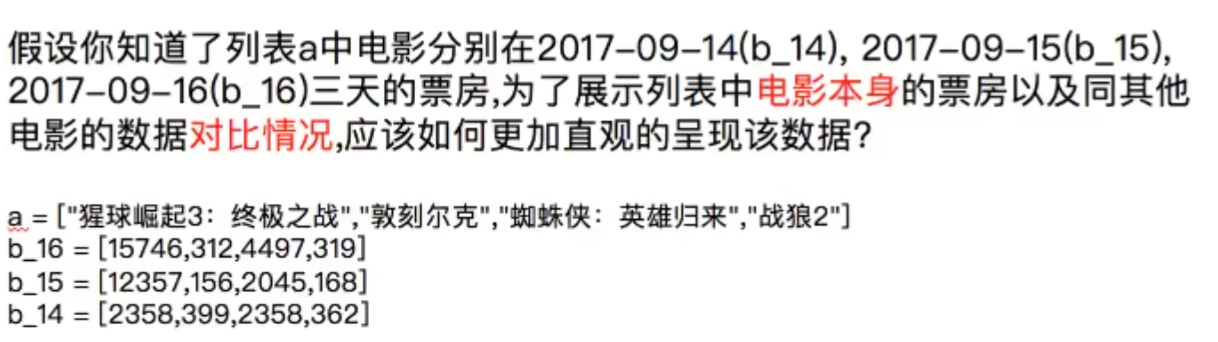 假设你知道了列表a中电影分别在2017-09-14(b_14), 2017-09-15(b_15),
2017-09-16(b_16)三天的票房,为了展示列表中电影本身的票房以及同其他
电影的数据对比情况,应该如何更加直观的呈现该数据?
a = ["猩球崛起3：终极之战","敦刻尔克","蜘蛛侠：英雄归来","战狼2"]
b_16 = [15746,312,4497,319]
b_15 = [12357,156,2045,168]
b_14 = [2358,399,2358,362]